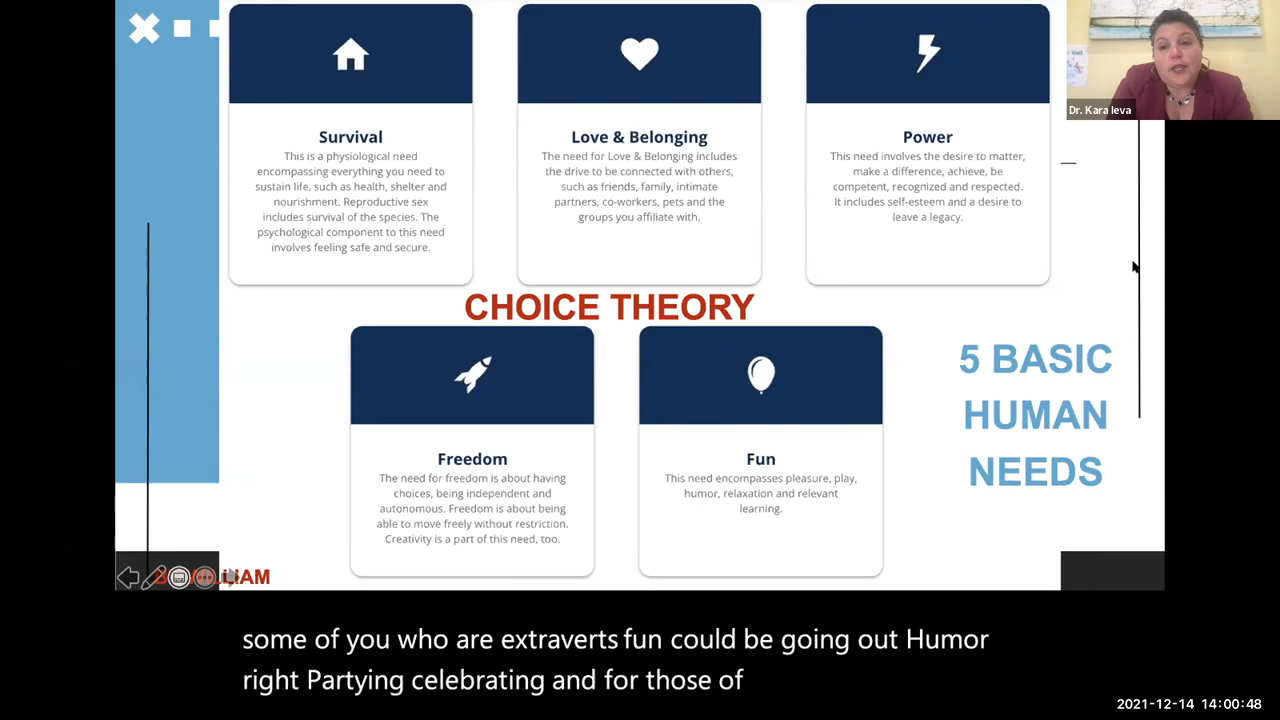 Survival
This is a physiological need
encompassing everything you need to
sustain life, such as health, shelter and
nourishment. Reproductive sex
includes survival of the species. The
psychological component to this need
involves feeling safe and secure.
Love & Belonging
The need for Love & Belonging includes
the drive to be connected with others,
such as friends, family, intimate
partners, co-workers, pets and the
groups you affiliate with.
Power
This need involves the desire to matter,
make a difference, achieve, be
competent, recognized and respected.
It includes self-esteem and a desire to
leave a legacy.
Dr. Kara Ieva
CHOICE THEORY
Freedom
The need for freedom is about having
choices, being independent and
autonomous. Freedom is about being
able to move freely without restriction.
Creativity is a part of this need, too.
Fun
This need encompasses pleasure, play,
humor, relaxation and relevant
learning.
5 BASIC
HUMAN
NEEDS
some of you who are extraverts fun could be going out Humor
right Partying celebrating and for those of
2021-12-14 14:00:48